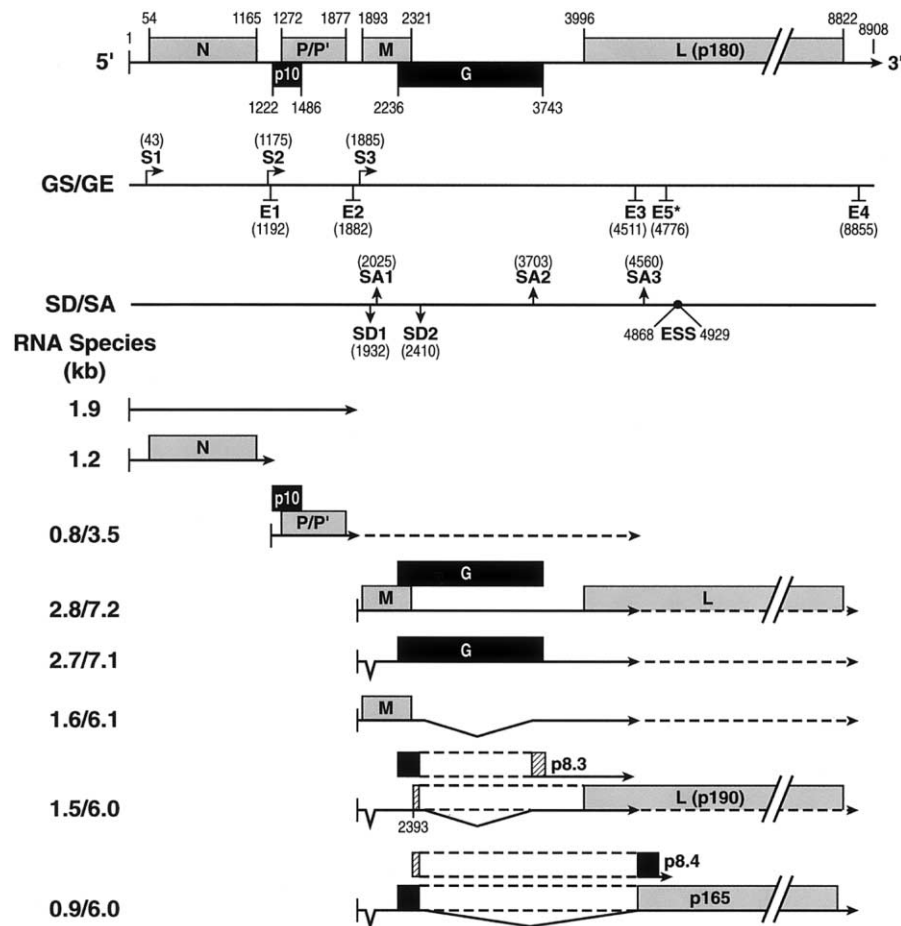 54 1165 1272 1877 1893 2321 3996 8822
1 8908
N P/P' M L (p180)
5' 3'
p10 G
1222 1486 2236 3743
(43) (1175) (1885)
S1 S2 S3
GS/GE
E1 E2 E3 E5* E4
(1192) (1882) (4511) (4776) (8855)
(2025) (3703) (4560)
SA1 SA2 SA3
SD/SA
SD1 SD2 4868 ESS 4929
(1932) (2410)
RNA Species
(kb)
1.9
1.2 N
p10
0.8/3.5 P/P'
G
2.8/7.2 M L
2.7/7.1 G
1.6/6.1 M
p8.3
1.5/6.0 L (p190)
2393
p8.4
0.9/6.0 p165